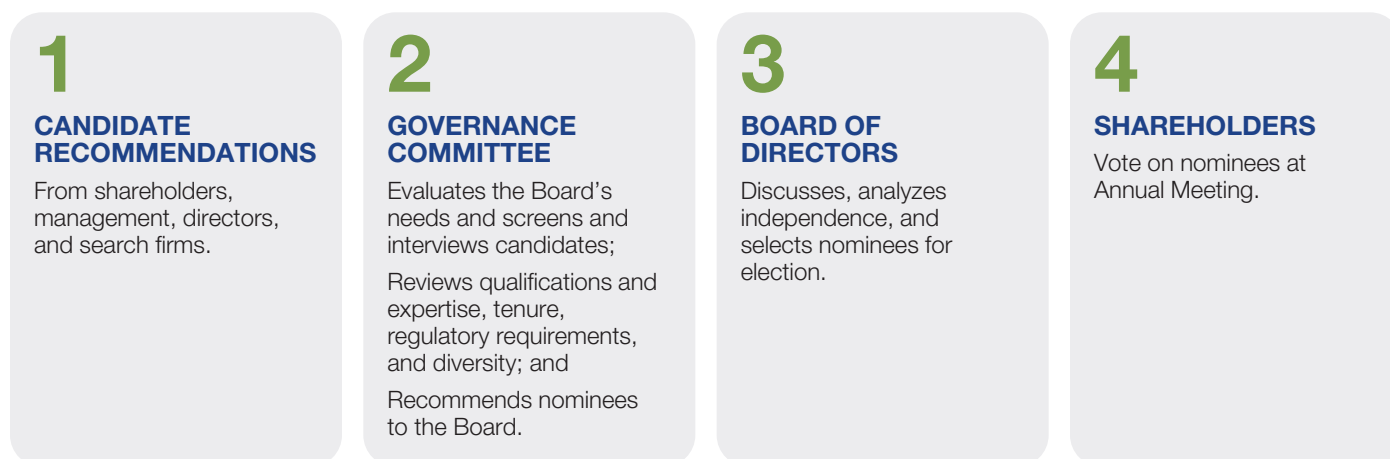 1
CANDIDATE
RECOMMENDATIONS
From shareholders,
management, directors,
and search firms.
2
GOVERNANCE
COMMITTEE
Evaluates the Board's
needs and screens and
interviews candidates;
Reviews qualifications and
expertise, tenure,
regulatory requirements,
and diversity; and
Recommends nominees
to the Board.
3
BOARD OF
DIRECTORS
Discusses, analyzes
independence, and
selects nominees for
election.
4
SHAREHOLDERS
Vote on nominees at
Annual Meeting.